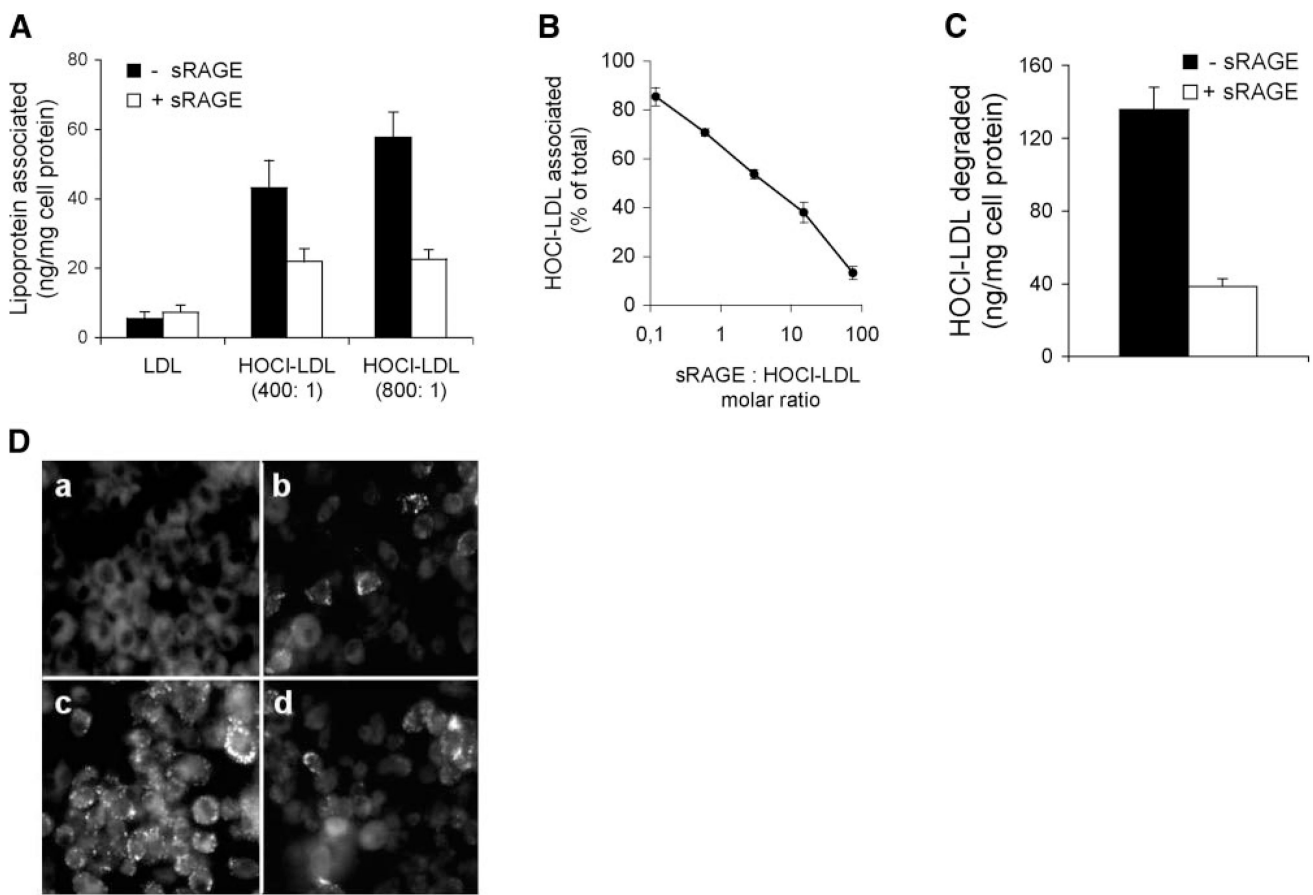 A
Lipoprotein associated
(ng/mg cell protein)
80
60
40
20
0
- sRAGE
+ sRAGE
LDL
HOCl-LDL
(400: 1)
HOCl-LDL
(800: 1)
B
HOCl-LDL associated
(% of total)
100
80
60
40
20
0
0,1
1
10
100
sRAGE : HOCl-LDL
molar ratio
C
HOCl-LDL degraded
(ng/mg cell protein)
160
120
80
40
0
- sRAGE
+ sRAGE
D
a
b
c
d